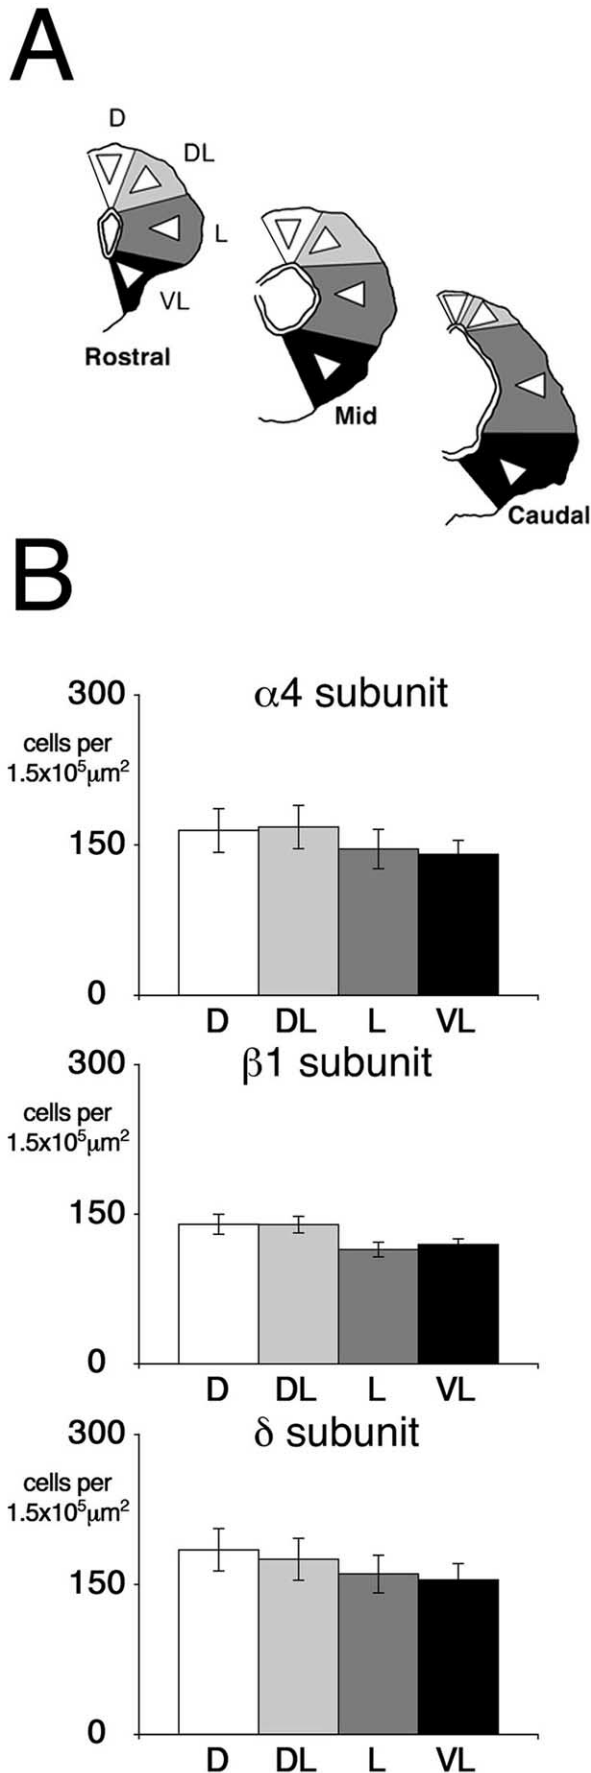 A
D
DL
L
VL
Rostral
Mid
Caudal
B
α4 subunit
300
cells per
1.5x10⁵μm²
150
0
D DL L VL
β1 subunit
300
cells per
1.5x10⁵μm²
150
0
D DL L VL
δ subunit
300
cells per
1.5x10⁵μm²
150
0
D DL L VL